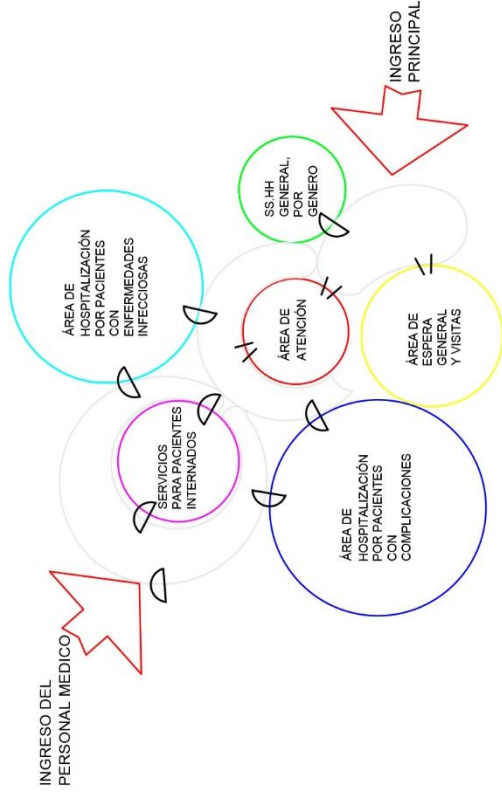 INGRESO DEL
PERSONAL MEDICO
ÁREA DE
HOSPITALIZACIÓN
POR PACIENTES
CON
ENFERMEDADES
INFECCIOSAS
SERVICIOS
PARA PACIENTES
INTERNADOS
SS.HH
GENERAL,
POR
GENERO
ÁREA DE
ATENCIÓN
ÁREA DE
HOSPITALIZACIÓN
POR PACIENTES
CON
COMPLICACIONES
ÁREA DE
ESPERA
GENERAL
Y VISITAS
INGRESO
PRINCIPAL